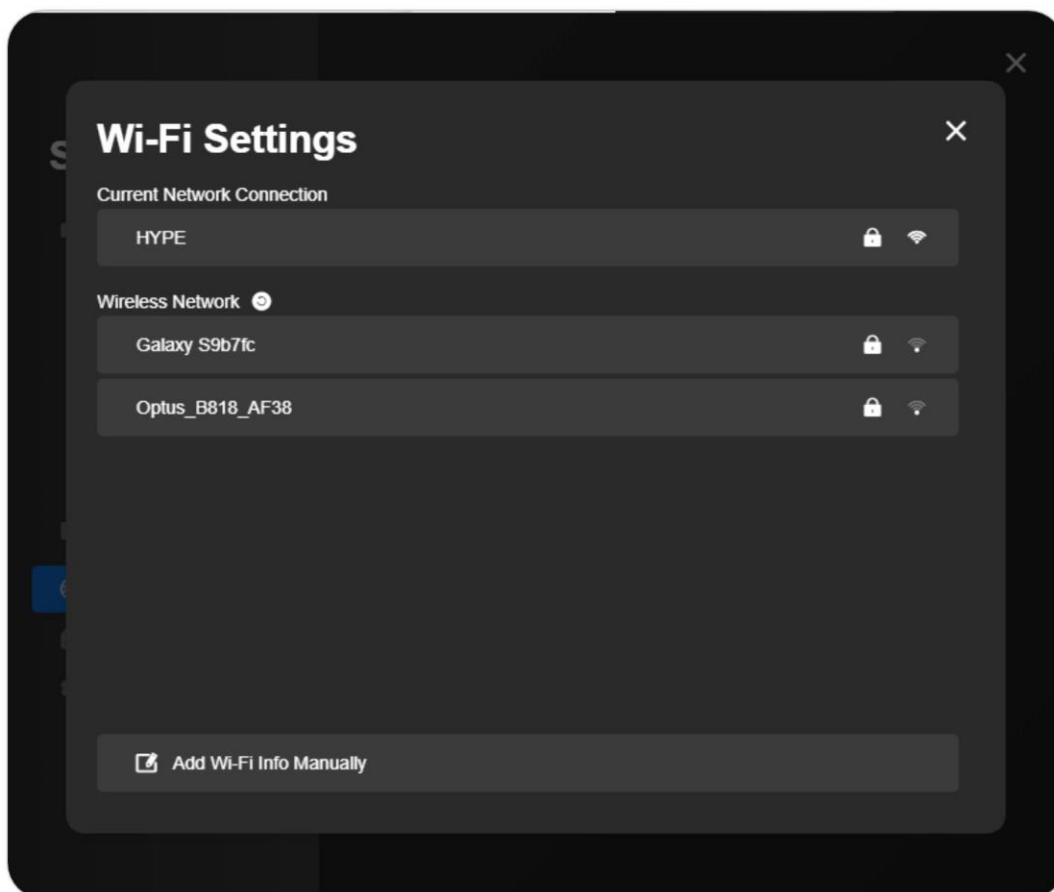 Wi-Fi Settings
Current Network Connection
HYPE
Wireless Network
Galaxy S9b7fc
Optus_B818_AF38
Add Wi-Fi Info Manually